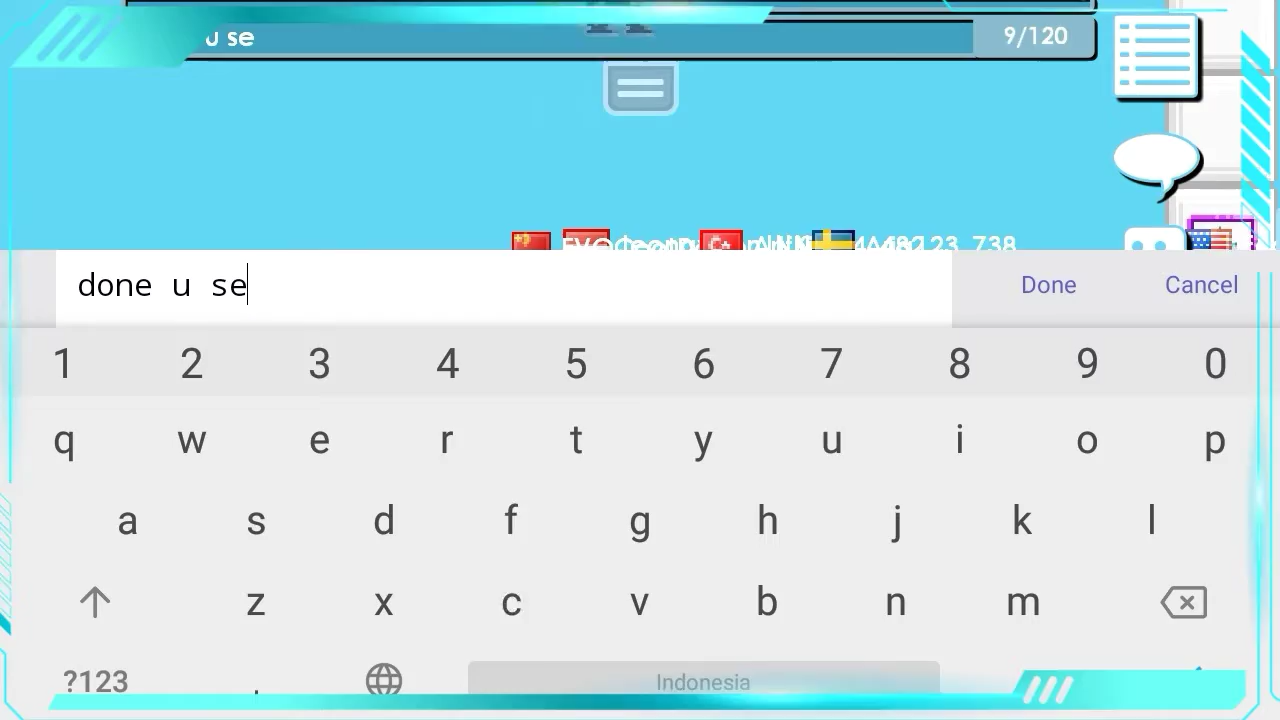 u se
9/120
done u se
Done
Cancel
1 2 3 4 5 6 7 8 9 0
q w e r t y u i o p
a s d f g h j k l
z x c v b n m
?123 , Indonesia